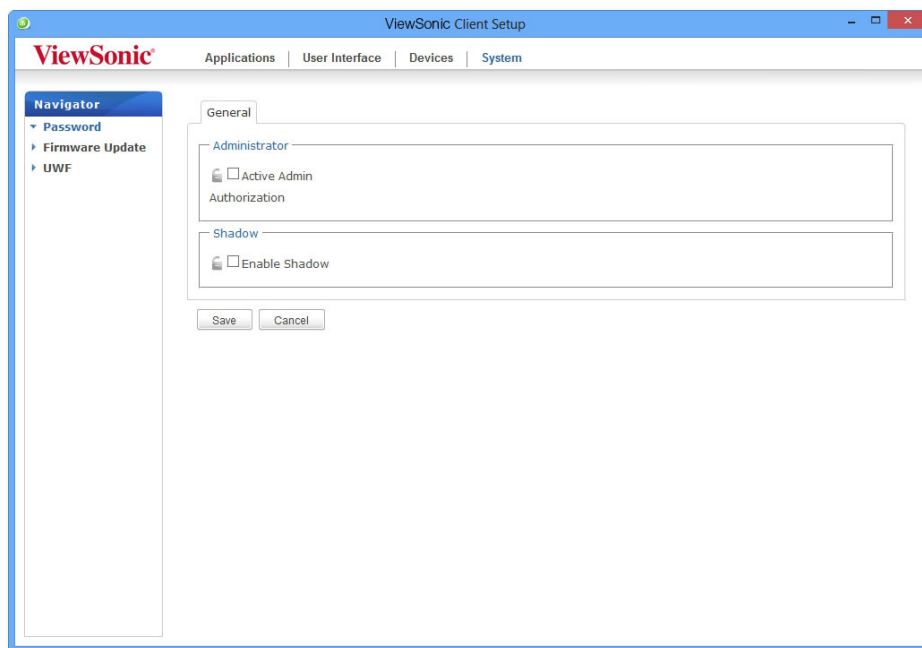 ViewSonic Client Setup
ViewSonic®
Applications | User Interface | Devices | System
Navigator
Password
Firmware Update
UWF
General
Administrator
Active Admin
Authorization
Shadow
Enable Shadow
Save Cancel